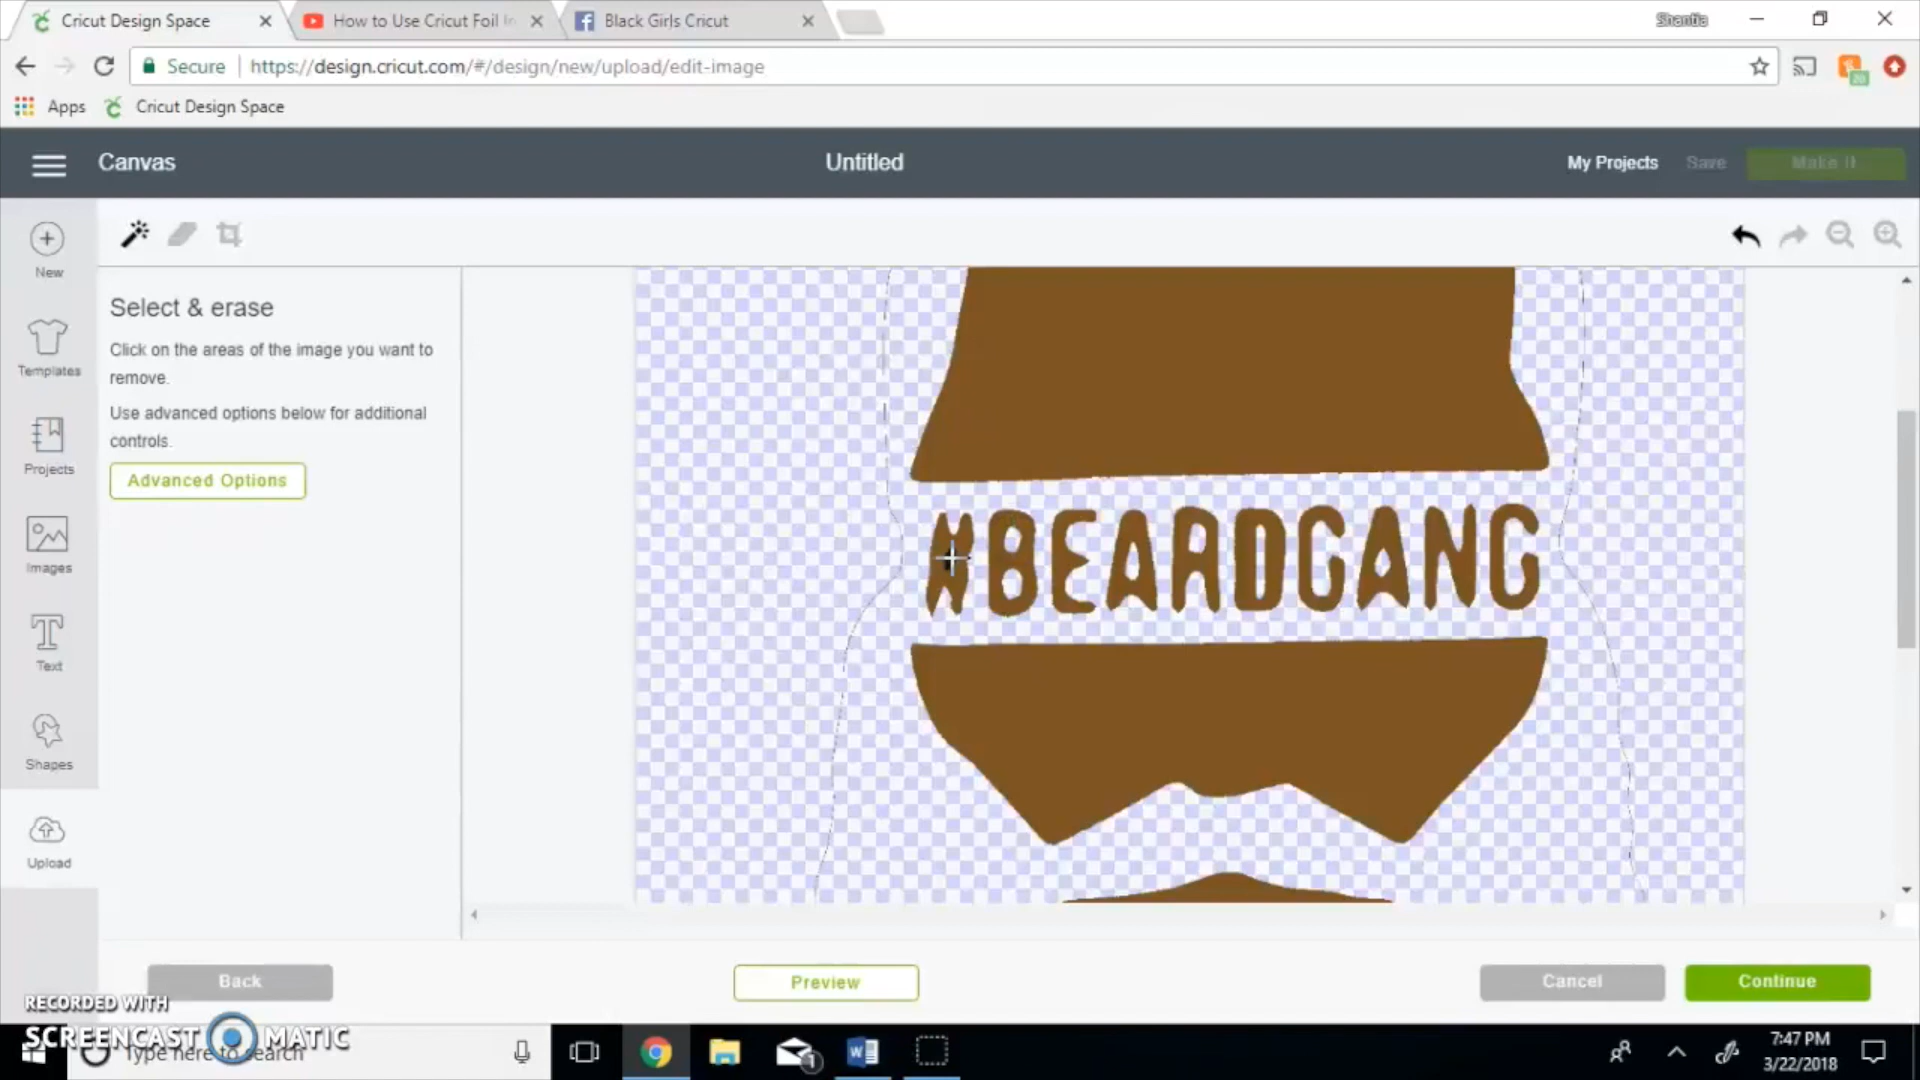 Cricut Design Space
How to Use Cricut Foil
Black Girls Cricut
Shantia
Secure
https://design.cricut.com/#/design/new/upload/edit-image
Apps
Cricut Design Space
Canvas
Untitled
My Projects
Save
Make It
New
Templates
Projects
Images
Text
Shapes
Upload
Select & erase
Click on the areas of the image you want to
remove.
Use advanced options below for additional
controls.
Advanced Options
#BEARDGANG
Back
Preview
Cancel
Continue
RECORDED WITH
SCREENCAST MATIC
Type here to search
1
7:47 PM
3/22/2018